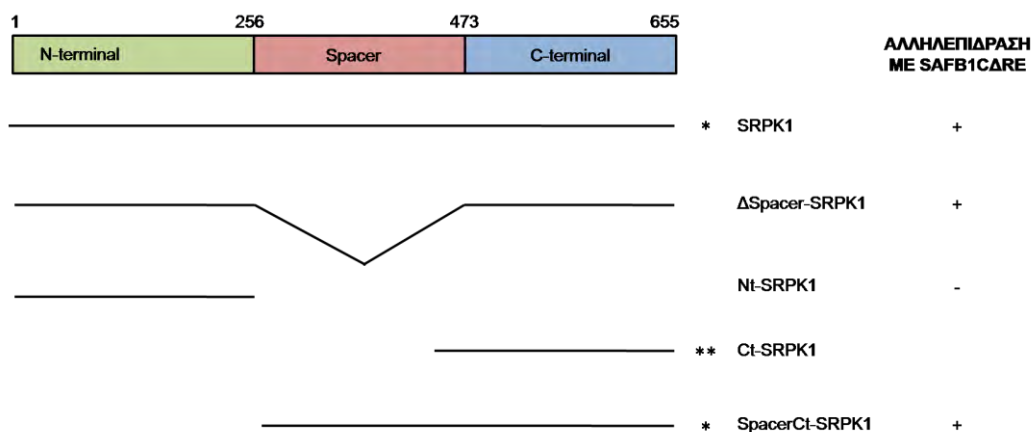 1 256 473 655
N-terminal Spacer C-terminal
ΑΛΛΗΛΕΠΙΔΡΑΣΗ
ΜΕ SAFB1CΔRE
* SRPK1 +
ΔSpacer-SRPK1 +
Nt-SRPK1 -
** Ct-SRPK1
* SpacerCt-SRPK1 +